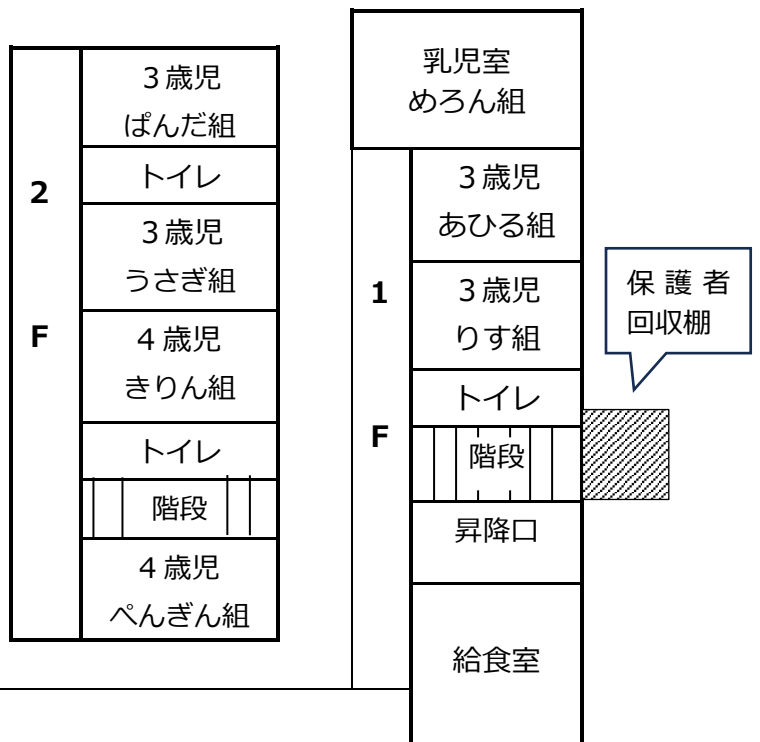 2
F
３歳児
ぱんだ組
トイレ
３歳児
うさぎ組
４歳児
きりん組
トイレ
階段
４歳児
ぺんぎん組
乳児室
めろん組
1
F
３歳児
あひる組
３歳児
りす組
トイレ
階段
昇降口
給食室
保 護 者
回収棚